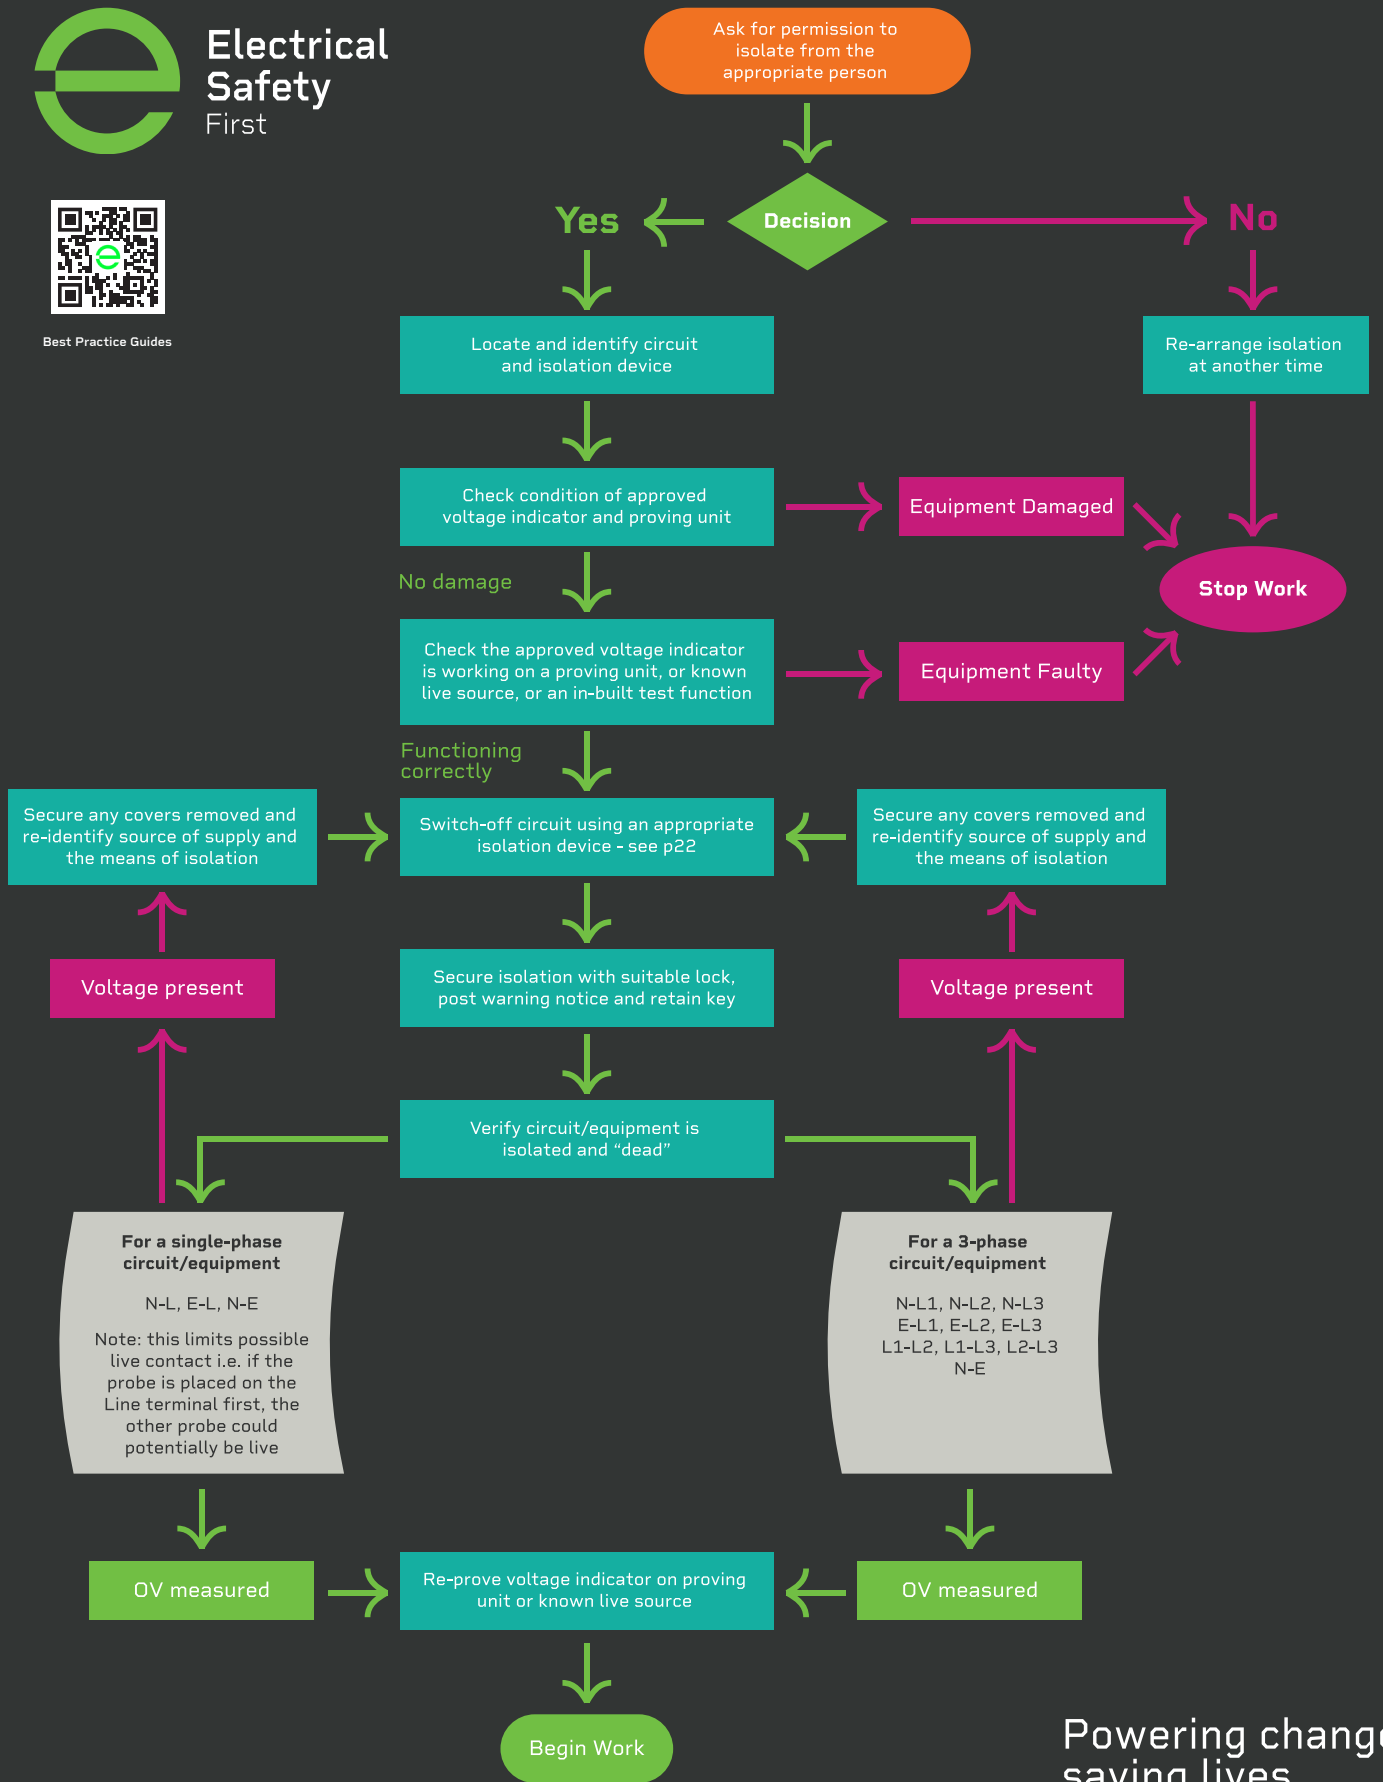 Electrical
Safety
First
Best Practice Guides
Ask for permission to
isolate from the
appropriate person
Decision
Yes
No
Locate and identify circuit
and isolation device
Re-arrange isolation
at another time
Check condition of approved
voltage indicator and proving unit
Equipment Damaged
Stop Work
No damage
Check the approved voltage indicator
is working on a proving unit, or known
live source, or an in-built test function
Equipment Faulty
Functioning
correctly
Secure any covers removed and
re-identify source of supply and
the means of isolation
Switch-off circuit using an appropriate
isolation device - see p22
Secure any covers removed and
re-identify source of supply and
the means of isolation
Voltage present
Secure isolation with suitable lock,
post warning notice and retain key
Voltage present
Verify circuit/equipment is
isolated and “dead”
For a single-phase
circuit/equipment
N-L, E-L, N-E
Note: this limits possible
live contact i.e. if the
probe is placed on the
Line terminal first, the
other probe could
potentially be live
For a 3-phase
circuit/equipment
N-L1, N-L2, N-L3
E-L1, E-L2, E-L3
L1-L2, L1-L3, L2-L3
N-E
0V measured
Re-prove voltage indicator on proving
unit or known live source
0V measured
Begin Work
Powering change
saving lives